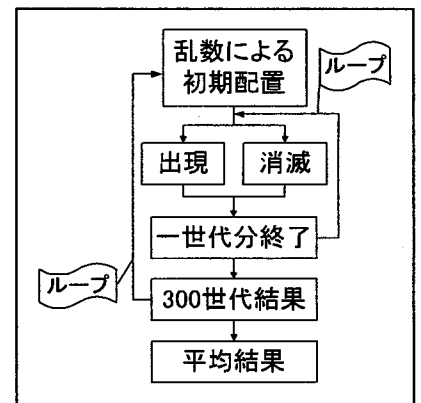 乱数による
初期配置
ループ
出現
消滅
一世代分終了
ループ
300世代結果
平均結果